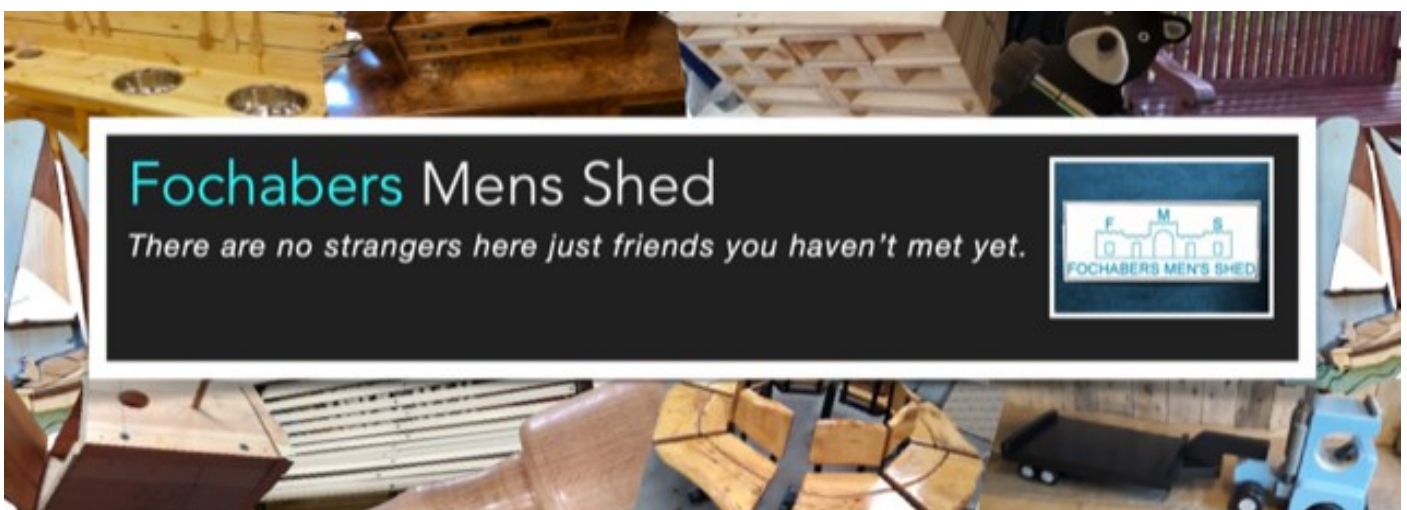 Fochabers Mens Shed
There are no strangers here just friends you haven't met yet.
F M S
FOCHABERS MEN'S SHED